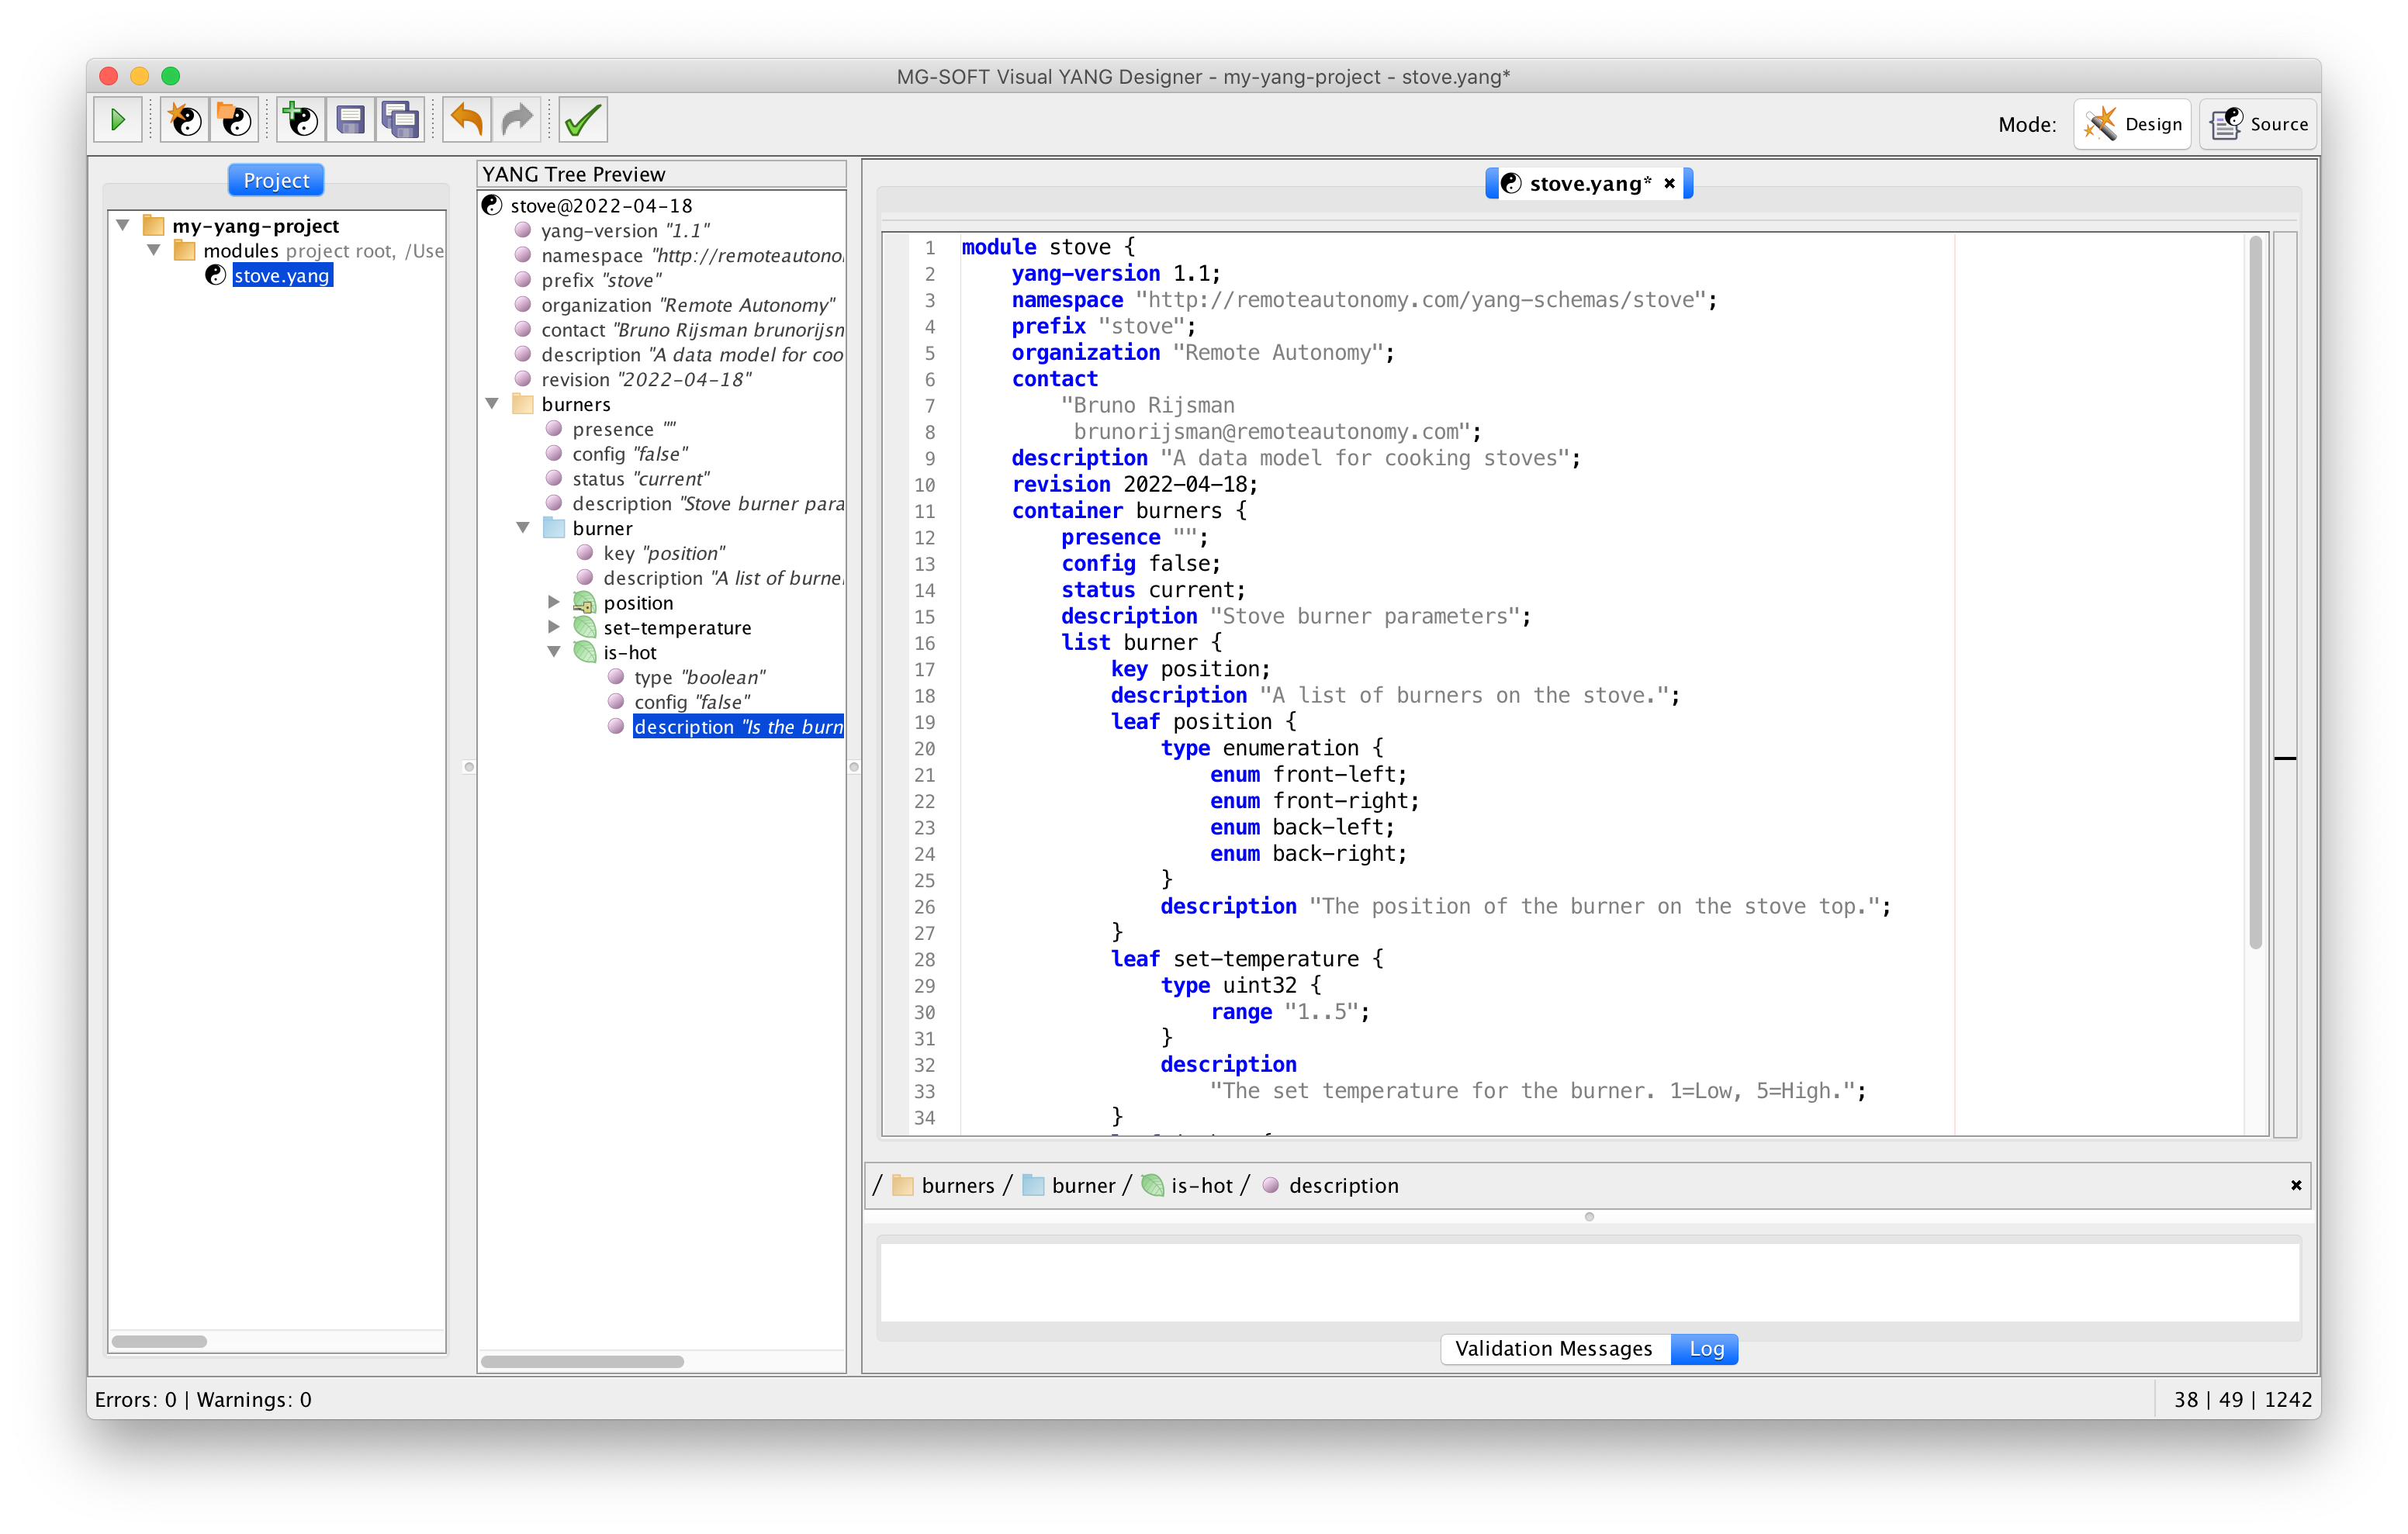 MG-SOFT Visual YANG Designer - my-yang-project - stove.yang*
Mode: Design Source
Project
my-yang-project
modules project root, /Use
stove.yang
YANG Tree Preview
stove@2022-04-18
yang-version "1.1"
namespace "http://remoteautono
prefix "stove"
organization "Remote Autonomy"
contact "Bruno Rijsman brunorijsn
description "A data model for coo
revision "2022-04-18"
burners
presence ""
config "false"
status "current"
description "Stove burner para
burner
key "position"
description "A list of burne
position
set-temperature
is-hot
type "boolean"
config "false"
description "Is the burn
stove.yang*
1 module stove {
2 yang-version 1.1;
3 namespace "http://remoteautonomy.com/yang-schemas/stove";
4 prefix "stove";
5 organization "Remote Autonomy";
6 contact
7 "Bruno Rijsman
8 brunorijsman@remoteautonomy.com";
9 description "A data model for cooking stoves";
10 revision 2022-04-18;
11 container burners {
12 presence "";
13 config false;
14 status current;
15 description "Stove burner parameters";
16 list burner {
17 key position;
18 description "A list of burners on the stove.";
19 leaf position {
20 type enumeration {
21 enum front-left;
22 enum front-right;
23 enum back-left;
24 enum back-right;
25 }
26 description "The position of the burner on the stove top.";
27 }
28 leaf set-temperature {
29 type uint32 {
30 range "1..5";
31 }
32 description
33 "The set temperature for the burner. 1=Low, 5=High.";
34 }
/ burners / burner / is-hot / description
Validation Messages Log
Errors: 0 | Warnings: 0
38 | 49 | 1242